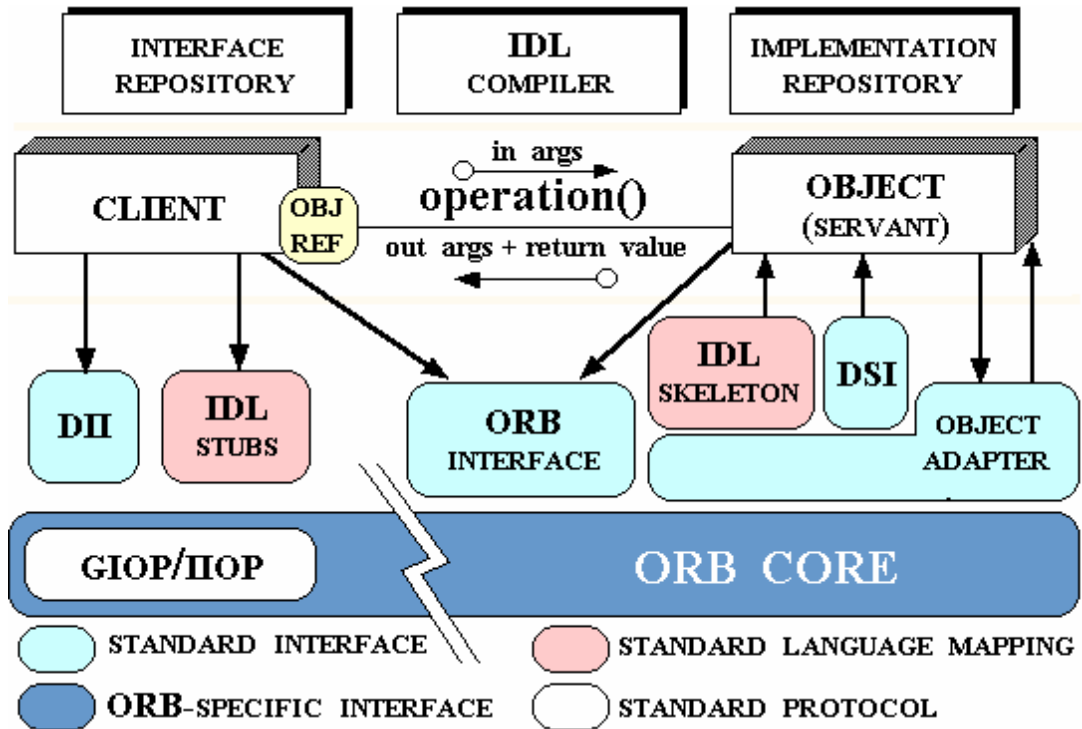 INTERFACE
REPOSITORY
IDL
COMPILER
IMPLEMENTATION
REPOSITORY
CLIENT
OBJ
REF
in args
operation()
out args + return value
OBJECT
(SERVANT)
DII
IDL
STUBS
ORB
INTERFACE
IDL
SKELETON
DSI
OBJECT
ADAPTER
GIOP/IIOP
ORB CORE
STANDARD INTERFACE
STANDARD LANGUAGE MAPPING
ORB-SPECIFIC INTERFACE
STANDARD PROTOCOL